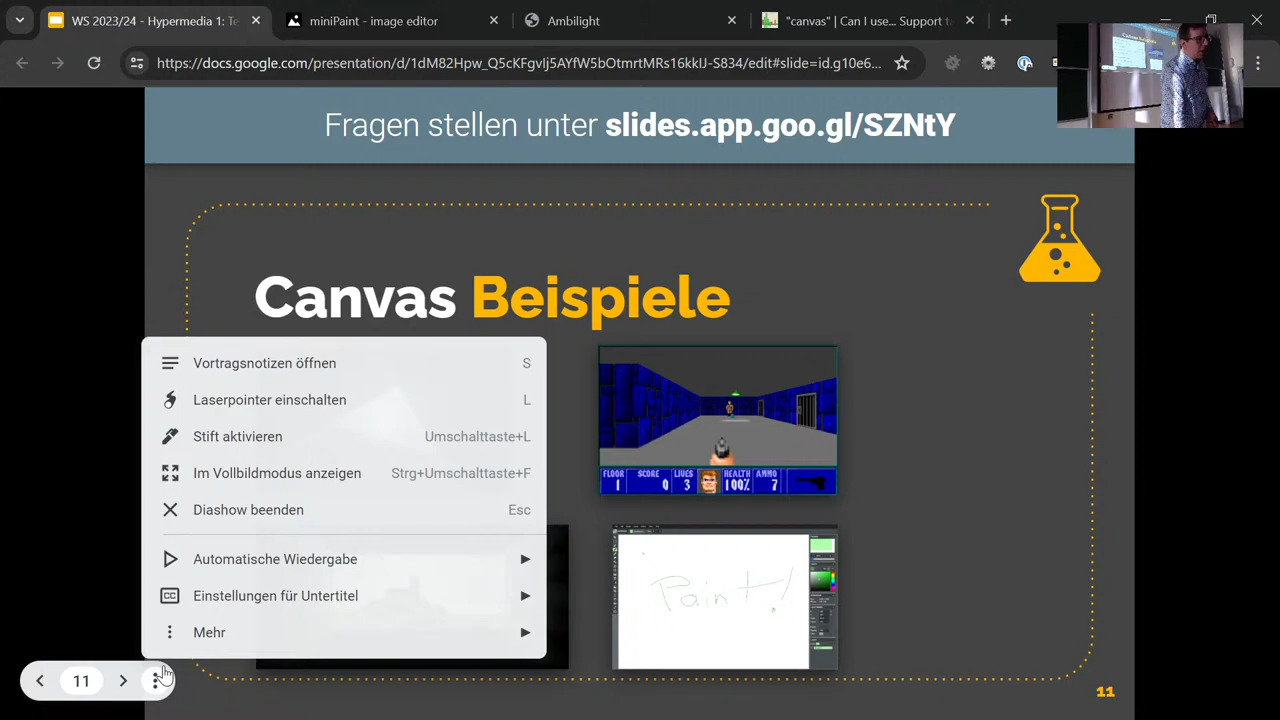 WS 2023/24 - Hypermedia 1: Te
miniPaint - image editor
Ambilight
"canvas" | Can I use... Support t
https://docs.google.com/presentation/d/1dM82Hpw_Q5cKFgvIj5AYfW5bOtmrtMRs16kkIJ-S834/edit#slide=id.g10e6...
Fragen stellen unter slides.app.goo.gl/SZNtY
Canvas Beispiele
Vortragsnotizen öffnen S
Laserpointer einschalten L
Stift aktivieren Umschalttaste+L
Im Vollbildmodus anzeigen Strg+Umschalttaste+F
Diashow beenden Esc
Automatische Wiedergabe
CC Einstellungen für Untertitel
Mehr
FLOOR SCORE LIVES HEALTH AMMO
1 0 3 100% 7
Paint!
11
11